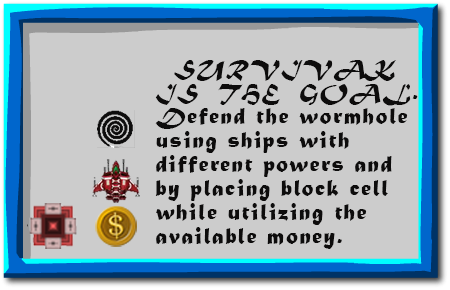 SURVIVAK
IS THE GOAL.
Defend the wormhole
using ships with
different powers and
by placing block cell
while utilizing the
available money.
$